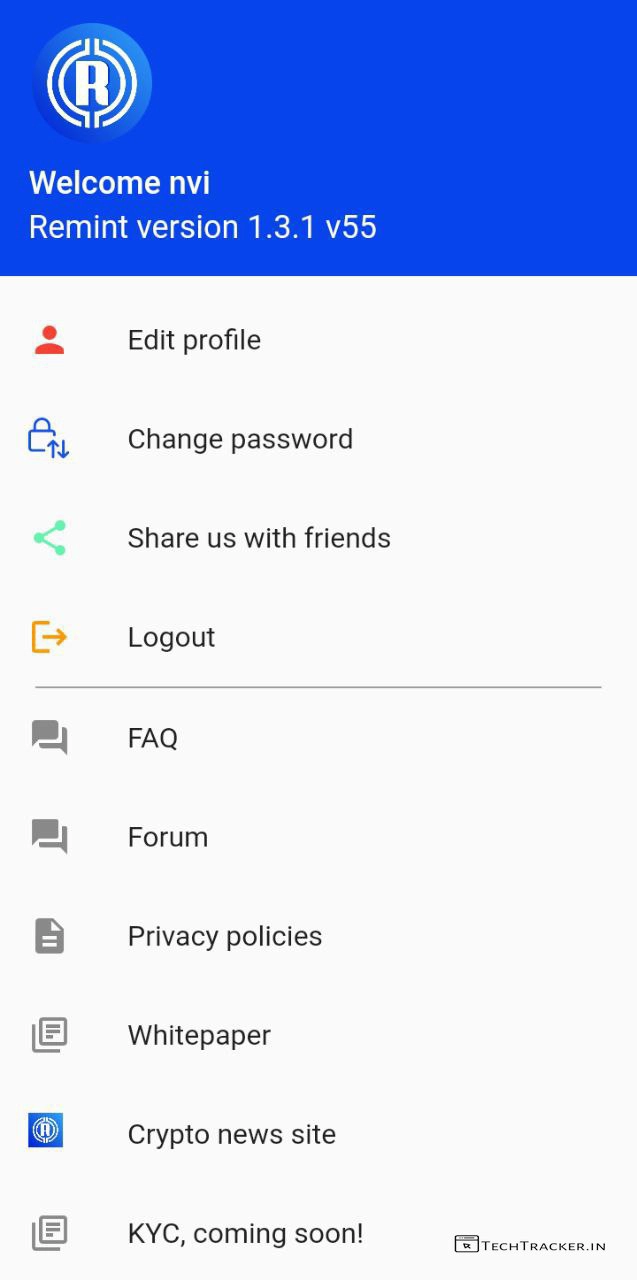 R
Welcome nvi
Remint version 1.3.1 v55
Edit profile
Change password
Share us with friends
Logout
FAQ
Forum
Privacy policies
Whitepaper
R
Crypto news site
KYC, coming soon!
TECHTRACKER.IN